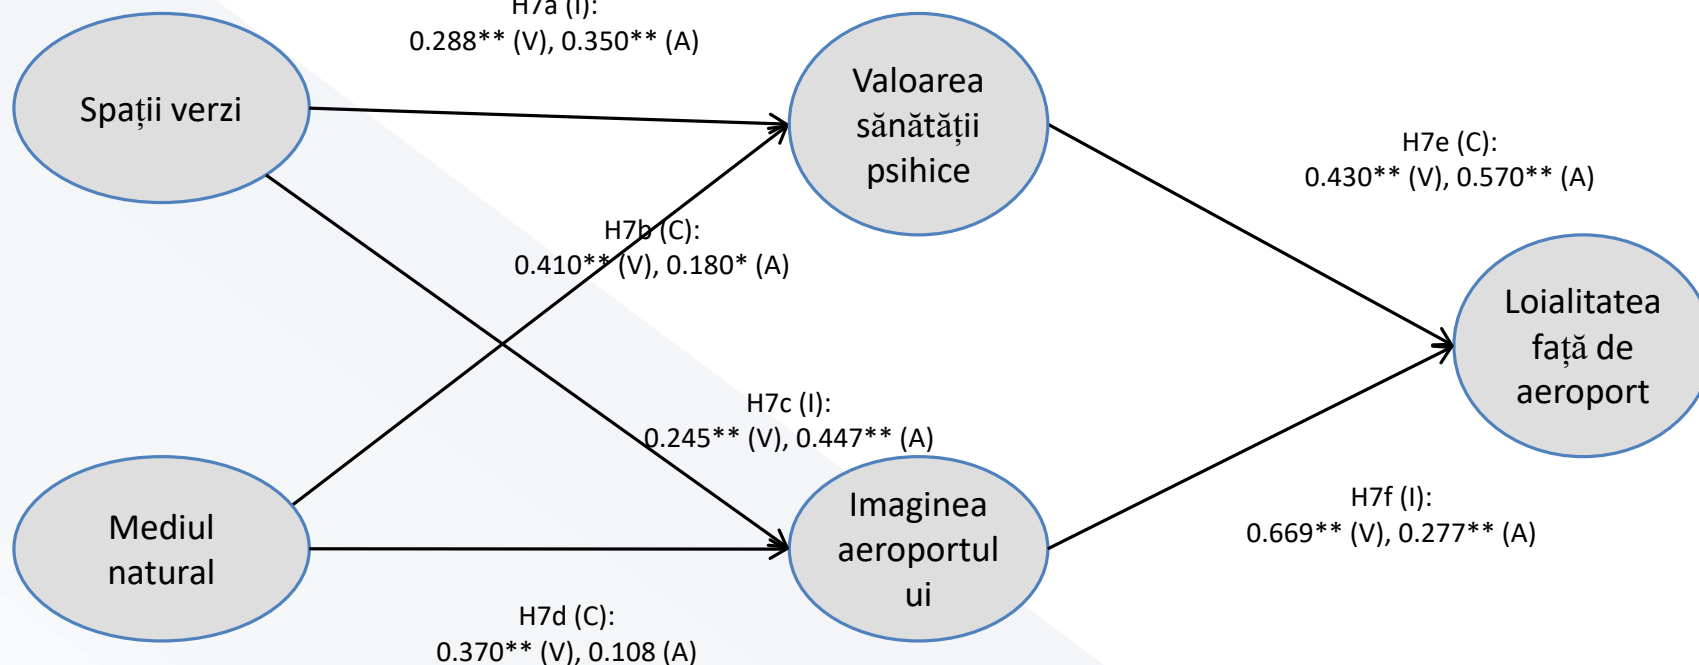 H7a (I):
0.288** (V), 0.350** (A)
Spații verzi
Valoarea
sănătății
psihice
H7e (C):
0.430** (V), 0.570** (A)
H7b (C):
0.410** (V), 0.180* (A)
Loialitatea
față de
aeroport
H7c (I):
0.245** (V), 0.447** (A)
Mediul
natural
Imaginea
aeroportul
ui
H7f (I):
0.669** (V), 0.277** (A)
H7d (C):
0.370** (V), 0.108 (A)